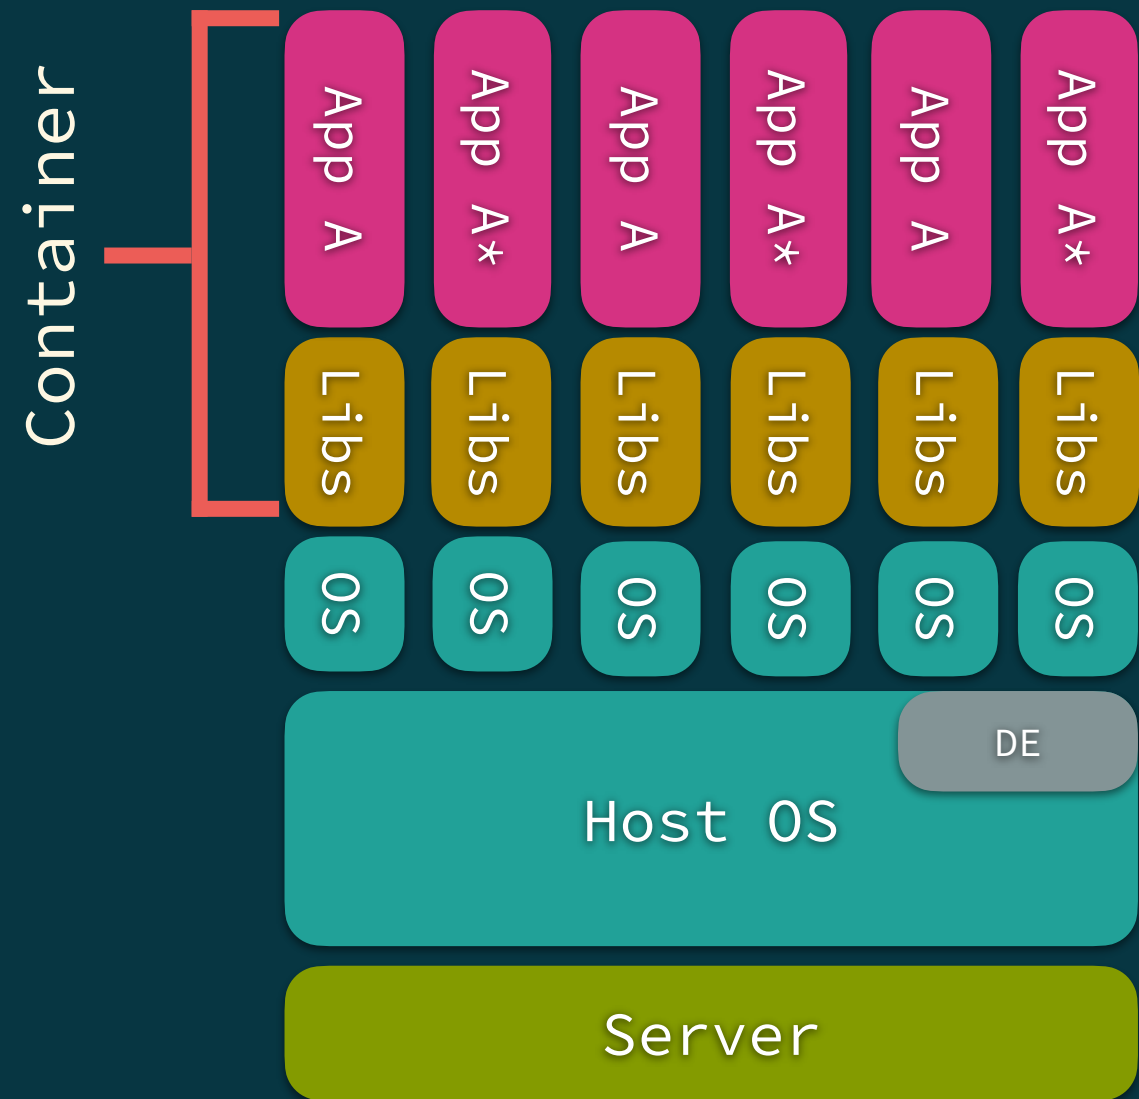 Container
App A
App A*
App A
App A*
App A
App A*
Libs
Libs
Libs
Libs
Libs
Libs
OS
OS
OS
OS
OS
OS
DE
Host OS
Server